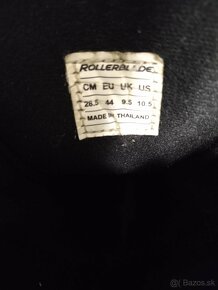 ROLLERBLADE.
CM EU UK US
28.5 44 9.5 10.5
MADE IN THAILAND
Bazos.sk